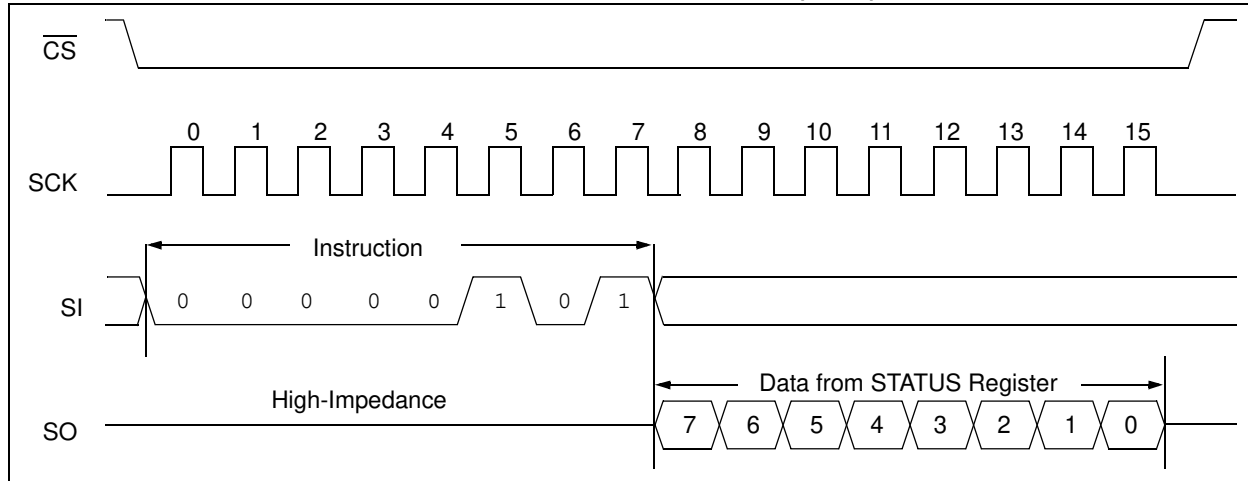 CS
0 1 2 3 4 5 6 7 8 9 10 11 12 13 14 15
SCK
Instruction
SI 0 0 0 0 0 1 0 1
Data from STATUS Register
High-Impedance
SO 7 6 5 4 3 2 1 0